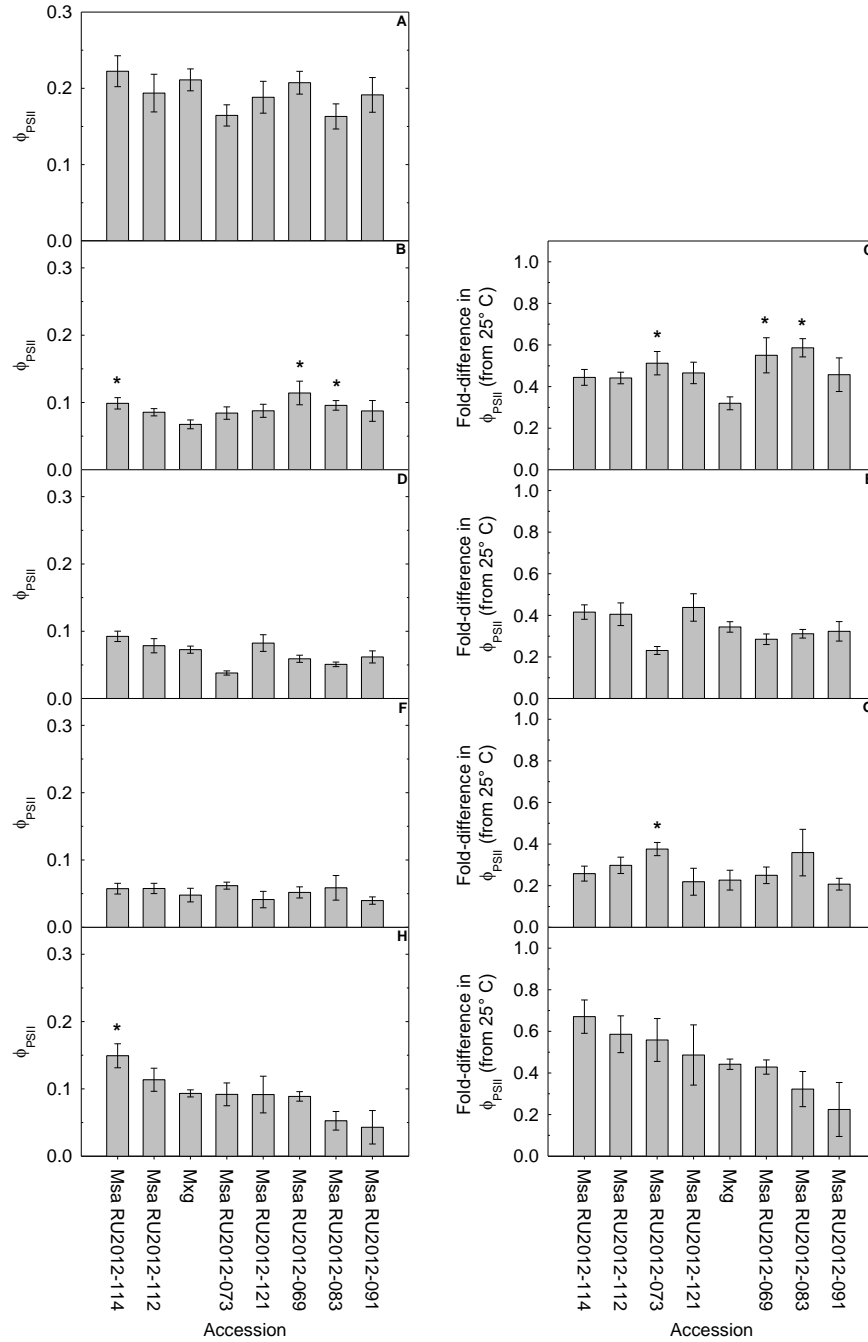 A
0.3
0.2
0.1
0.0
ϕPSII
B
0.3
0.2
0.1
0.0
ϕPSII
* * *
1.0
0.8
0.6
0.4
0.2
0.0
Fold-difference in
ϕPSII (from 25° C)
* * *
D
0.3
0.2
0.1
0.0
ϕPSII
1.0
0.8
0.6
0.4
0.2
0.0
Fold-difference in
ϕPSII (from 25° C)
F
0.3
0.2
0.1
0.0
ϕPSII
1.0
0.8
0.6
0.4
0.2
0.0
Fold-difference in
ϕPSII (from 25° C)
*
H
0.3
0.2
0.1
0.0
ϕPSII
*
1.0
0.8
0.6
0.4
0.2
0.0
Fold-difference in
ϕPSII (from 25° C)
Msa RU2012-114
Msa RU2012-112
Mxg
Msa RU2012-073
Msa RU2012-121
Msa RU2012-069
Msa RU2012-083
Msa RU2012-091
Accession
Msa RU2012-114
Msa RU2012-112
Msa RU2012-073
Msa RU2012-121
Mxg
Msa RU2012-069
Msa RU2012-083
Msa RU2012-091
Accession